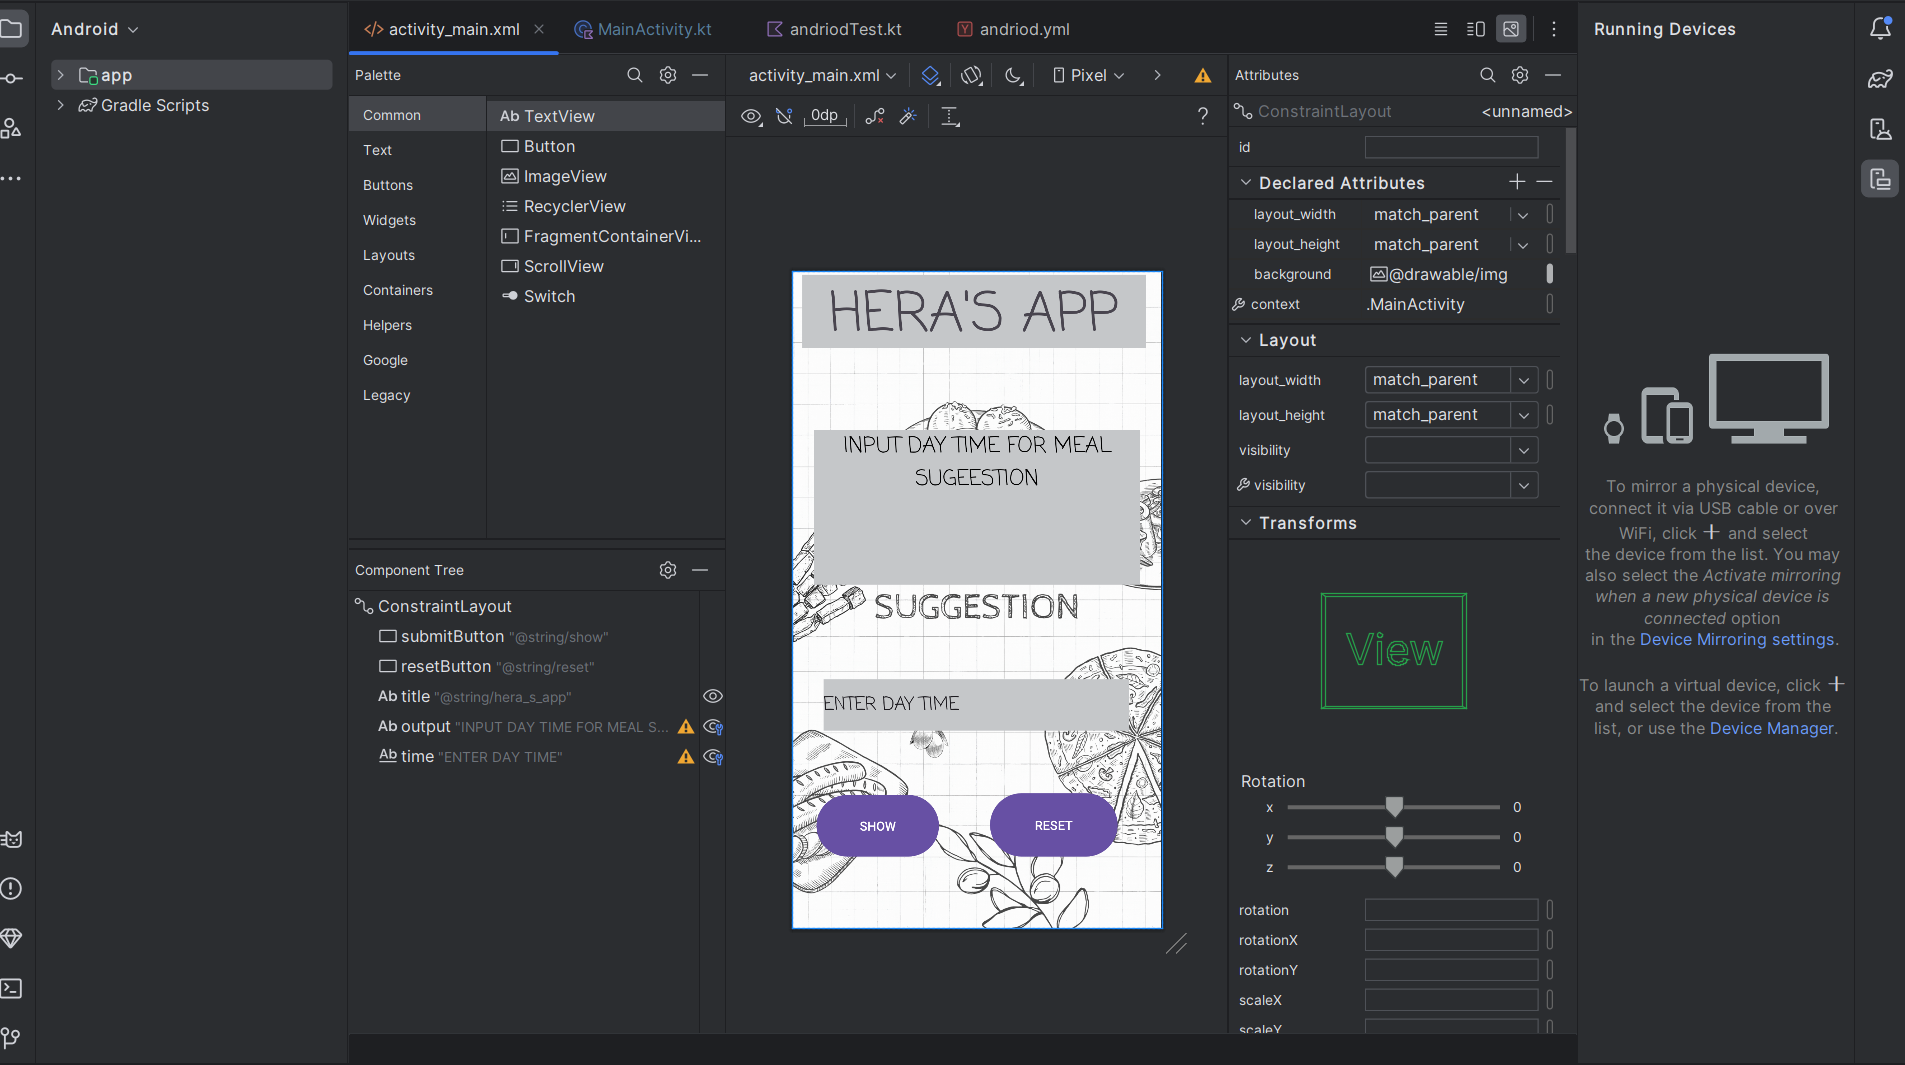 Android
activity_main.xml
MainActivity.kt
andriodTest.kt
andriod.yml
Running Devices
app
Gradle Scripts
Palette
Common
Text
Buttons
Widgets
Layouts
Containers
Helpers
Google
Legacy
Ab TextView
Button
ImageView
RecyclerView
FragmentContainerVi...
ScrollView
Switch
Component Tree
ConstraintLayout
submitButton "@string/show"
resetButton "@string/reset"
Ab title "@string/hera_s_app"
Ab output "INPUT DAY TIME FOR MEAL S...
Ab time "ENTER DAY TIME"
activity_main.xml
Pixel
0dp
?
HERA'S APP
INPUT DAY TIME FOR MEAL
SUGEESTION
SUGGESTION
ENTER DAY TIME
SHOW
RESET
Attributes
ConstraintLayout <unnamed>
id
Declared Attributes
layout_width match_parent
layout_height match_parent
background @drawable/img
context .MainActivity
Layout
layout_width match_parent
layout_height match_parent
visibility
visibility
Transforms
View
Rotation
x 0
y 0
z 0
rotation
rotationX
rotationY
scaleX
scaleY
To mirror a physical device,
connect it via USB cable or over
WiFi, click + and select
the device from the list. You may
also select the Activate mirroring
when a new physical device is
connected option
in the Device Mirroring settings.
To launch a virtual device, click +
and select the device from the
list, or use the Device Manager.